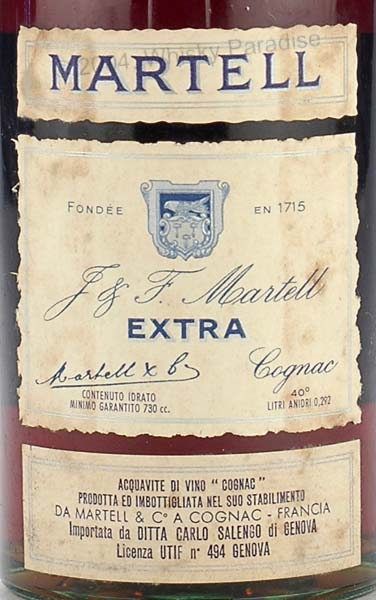 ©2004 Whisky Paradise
MARTELL
FONDÉE EN 1715
J & F. Martell
EXTRA
Martell & Co Cognac
CONTENUTO IDRATO 40°
MINIMO GARANTITO 730 cc. LITRI ANIDRI 0,292
ACQUAVITE DI VINO " COGNAC "
PRODOTTA ED IMBOTTIGLIATA NEL SUO STABILIMENTO
DA MARTELL & Cº A COGNAC - FRANCIA
Importata da DITTA CARLO SALENGO di GENOVA
Licenza UTIF n° 494 GENOVA